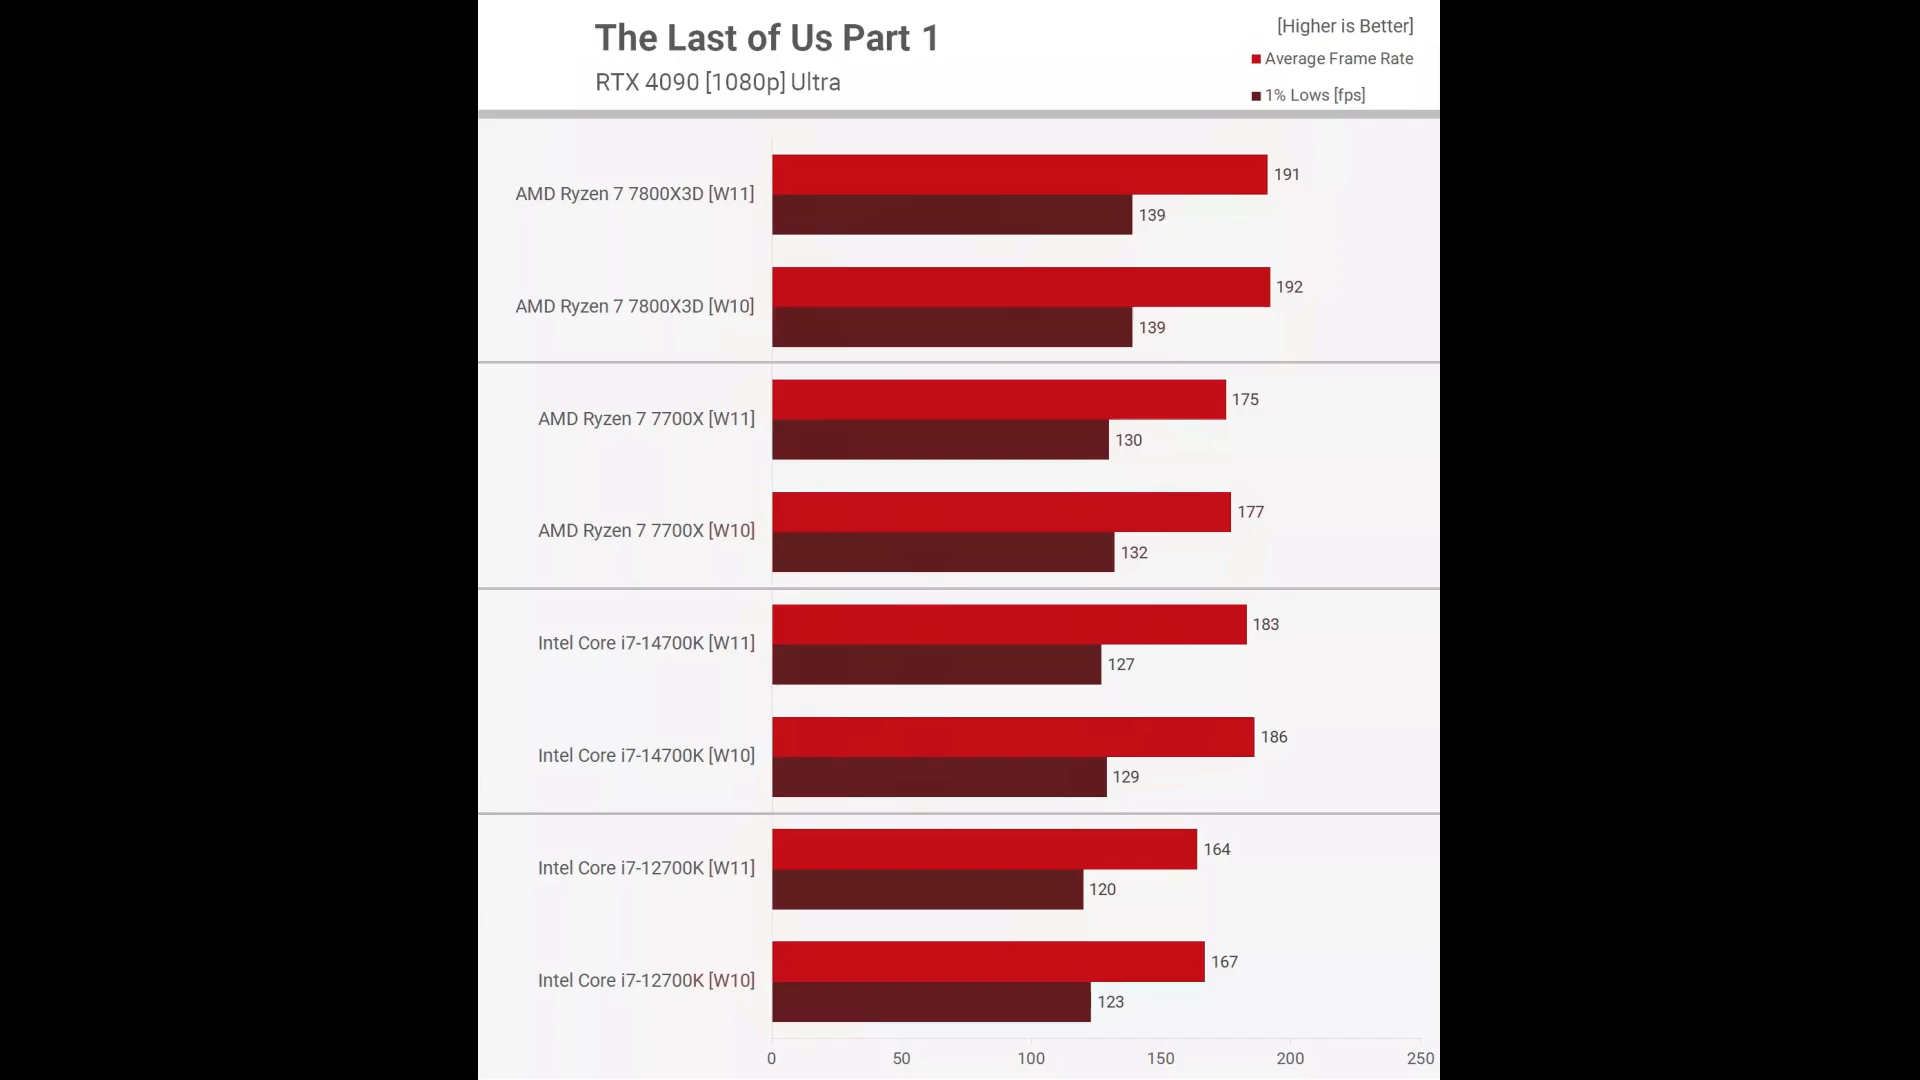 The Last of Us Part 1
RTX 4090 [1080p] Ultra
[Higher is Better]
Average Frame Rate
1% Lows [fps]
AMD Ryzen 7 7800X3D [W11]
191
139
AMD Ryzen 7 7800X3D [W10]
192
139
AMD Ryzen 7 7700X [W11]
175
130
AMD Ryzen 7 7700X [W10]
177
132
Intel Core i7-14700K [W11]
183
127
Intel Core i7-14700K [W10]
186
129
Intel Core i7-12700K [W11]
164
120
Intel Core i7-12700K [W10]
167
123
0 50 100 150 200 250